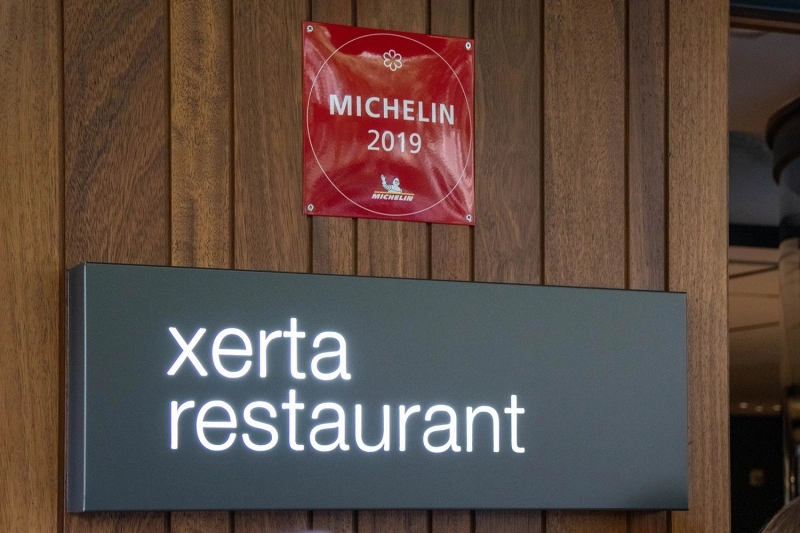 MICHELIN
2019
MICHELIN
xerta
restaurant